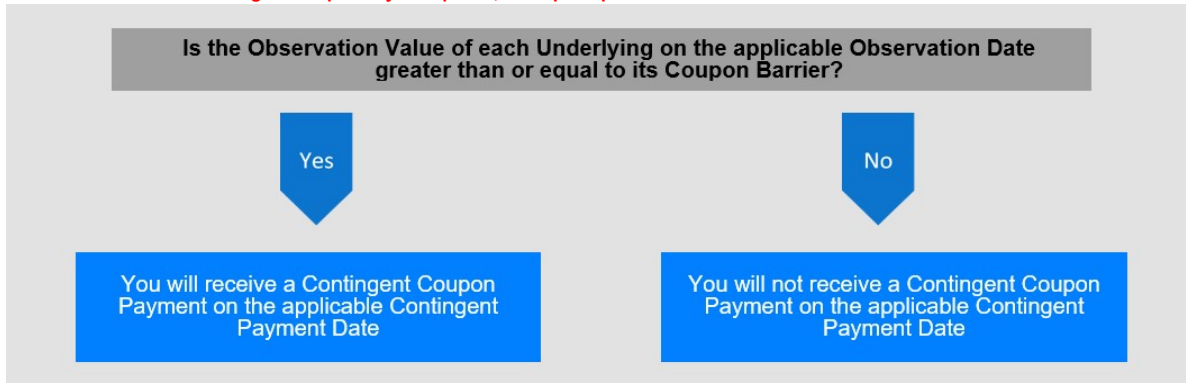 Is the Observation Value of each Underlying on the applicable Observation Date
greater than or equal to its Coupon Barrier?
Yes
No
You will receive a Contingent Coupon
Payment on the applicable Contingent
Payment Date
You will not receive a Contingent Coupon
Payment on the applicable Contingent
Payment Date